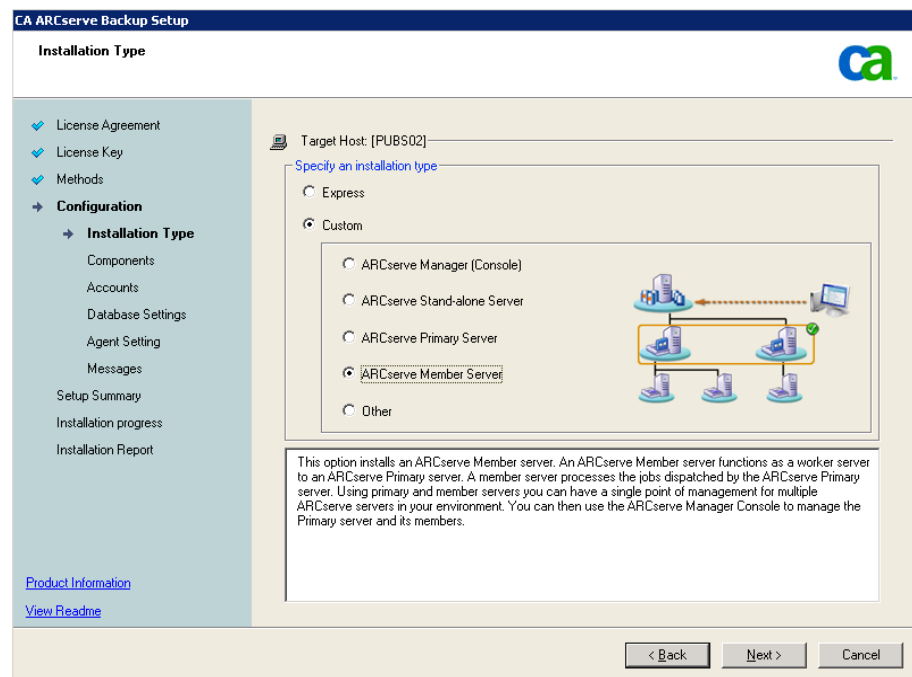 CA ARCserve Backup Setup
Installation Type
ca
License Agreement
License Key
Methods
Configuration
Installation Type
Components
Accounts
Database Settings
Agent Setting
Messages
Setup Summary
Installation progress
Installation Report
Product Information
View Readme
Target Host: [PUBS02]
Specify an installation type
Express
Custom
ARCserve Manager (Console)
ARCserve Stand-alone Server
ARCserve Primary Server
ARCserve Member Server
Other
This option installs an ARCserve Member server. An ARCserve Member server functions as a worker server
to an ARCserve Primary server. A member server processes the jobs dispatched by the ARCserve Primary
server. Using primary and member servers you can have a single point of management for multiple
ARCserve servers in your environment. You can then use the ARCserve Manager Console to manage the
Primary server and its members.
< Back
Next >
Cancel